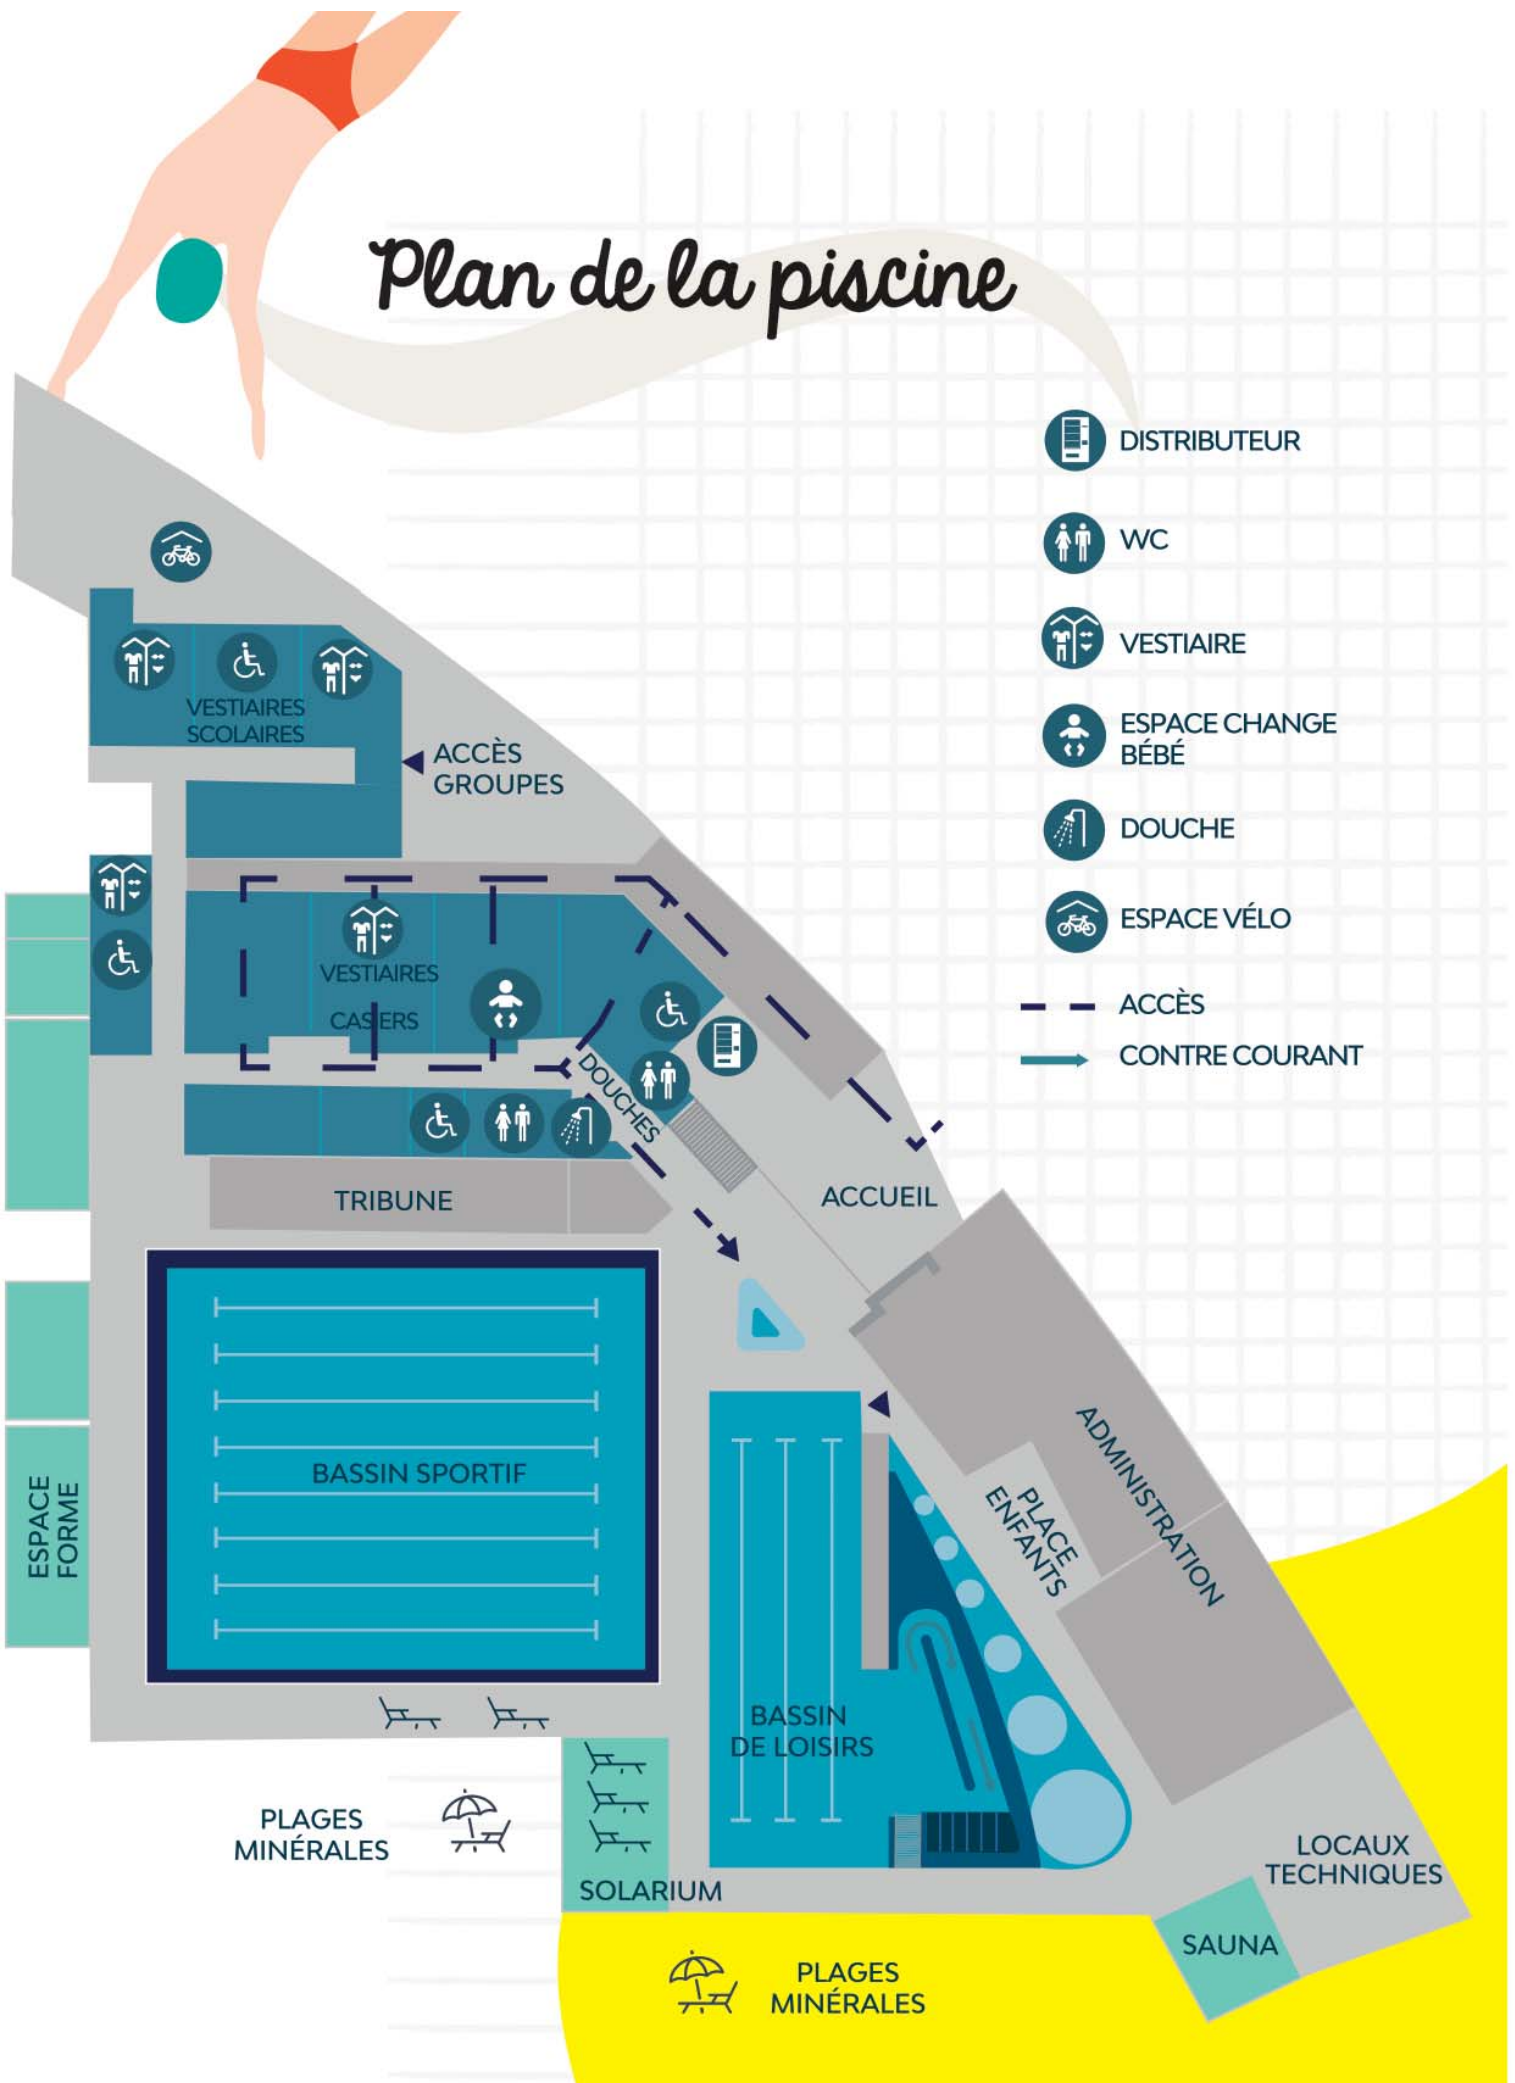 Plan de la piscine
DISTRIBUTEUR
WC
VESTIAIRE
ESPACE CHANGE
BÉBÉ
DOUCHE
ESPACE VÉLO
ACCÈS
CONTRE COURANT
VESTIAIRES
SCOLAIRES
ACCÈS
GROUPES
VESTIAIRES
CASIERS
DOUCHES
TRIBUNE
ACCUEIL
BASSIN SPORTIF
ESPACE
FORME
ADMINISTRATION
PLACE
ENFANTS
BASSIN
DE LOISIRS
PLAGES
MINÉRALES
SOLARIUM
LOCAUX
TECHNIQUES
SAUNA
PLAGES
MINÉRALES